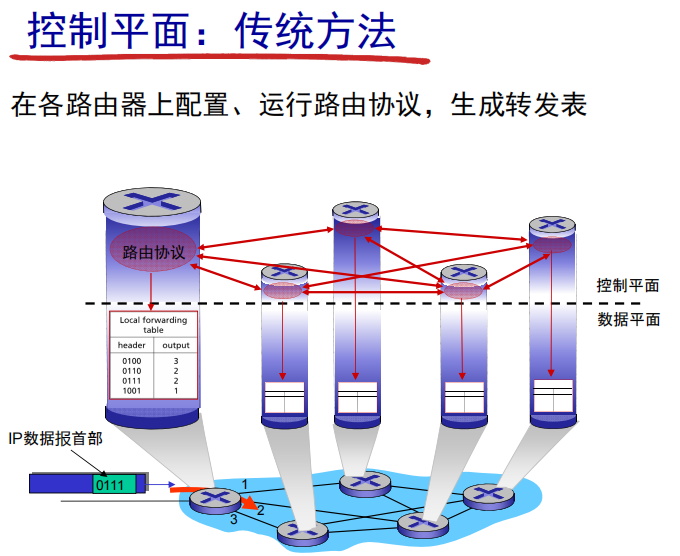 控制平面：传统方法
在各路由器上配置、运行路由协议，生成转发表
路由协议
控制平面
数据平面
Local forwarding
table
header output
0100 3
0110 2
0111 2
1001 1
IP数据报首部
0111
1
2
3